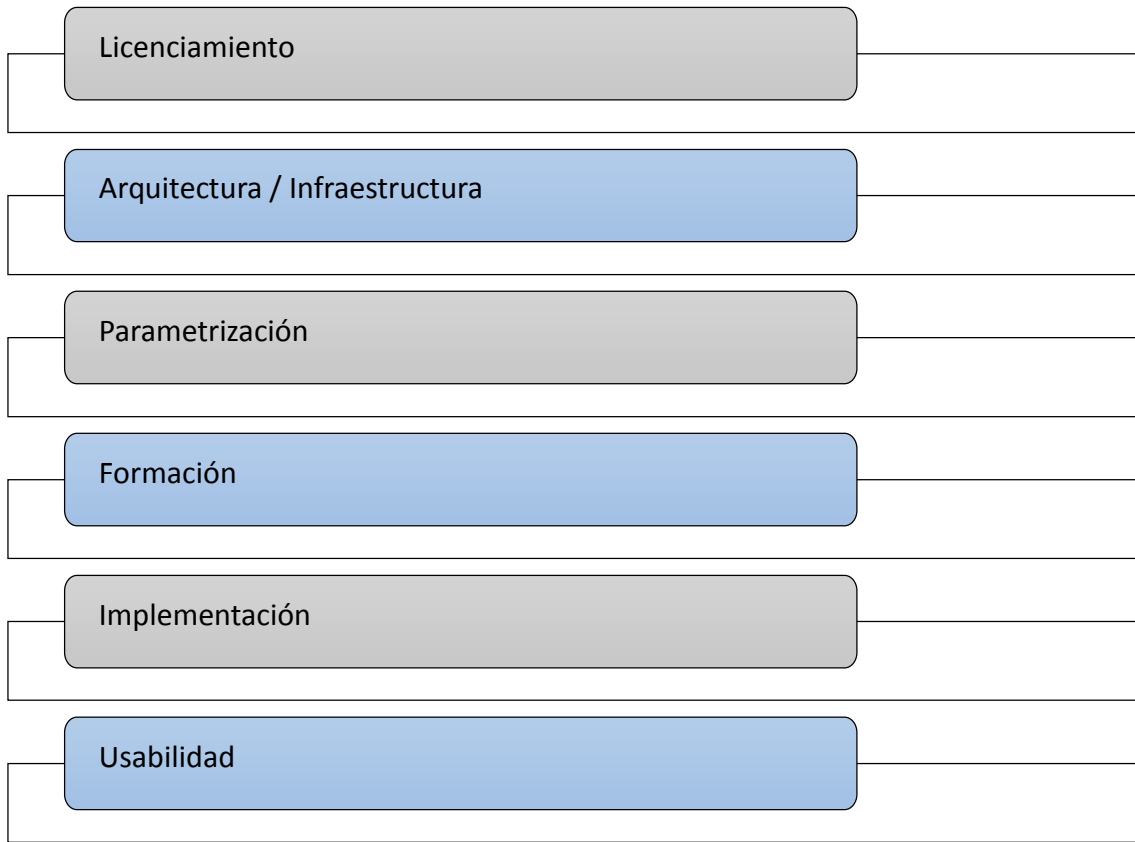 Licenciamiento
Arquitectura / Infraestructura
Parametrización
Formación
Implementación
Usabilidad